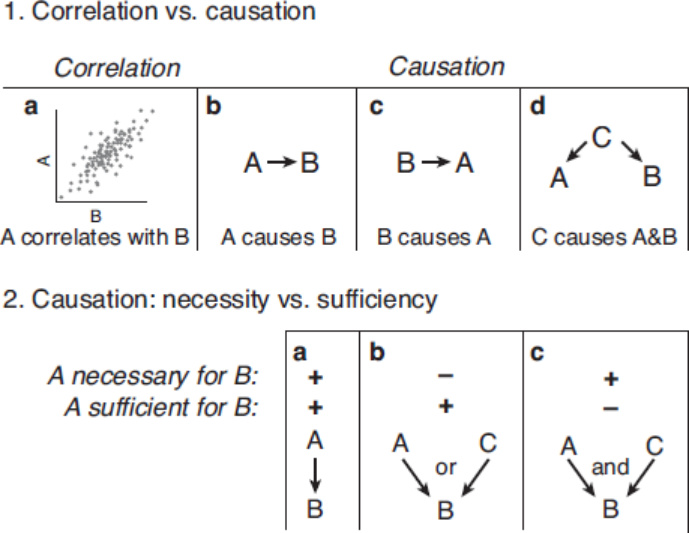 1. Correlation vs. causation
Correlation
Causation
a
A
B
A correlates with B
b
A B
A causes B
c
B A
B causes A
d
C
A B
C causes A&B
2. Causation: necessity vs. sufficiency
a b c
A necessary for B: + – +
A sufficient for B: + + –
A
B
A C
or
B
A C
and
B